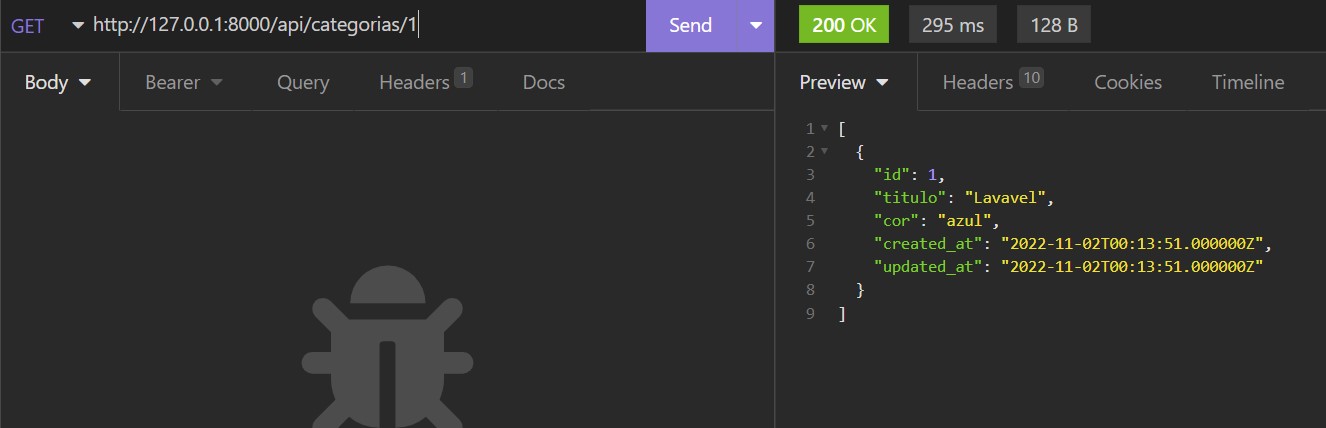 GET http://127.0.0.1:8000/api/categorias/1 Send 200 OK 295 ms 128 B
Body Bearer Query Headers 1 Docs Preview Headers 10 Cookies Timeline
1 [
2 {
3 "id": 1,
4 "titulo": "Lavavel",
5 "cor": "azul",
6 "created_at": "2022-11-02T00:13:51.000000Z",
7 "updated_at": "2022-11-02T00:13:51.000000Z"
8 }
9 ]